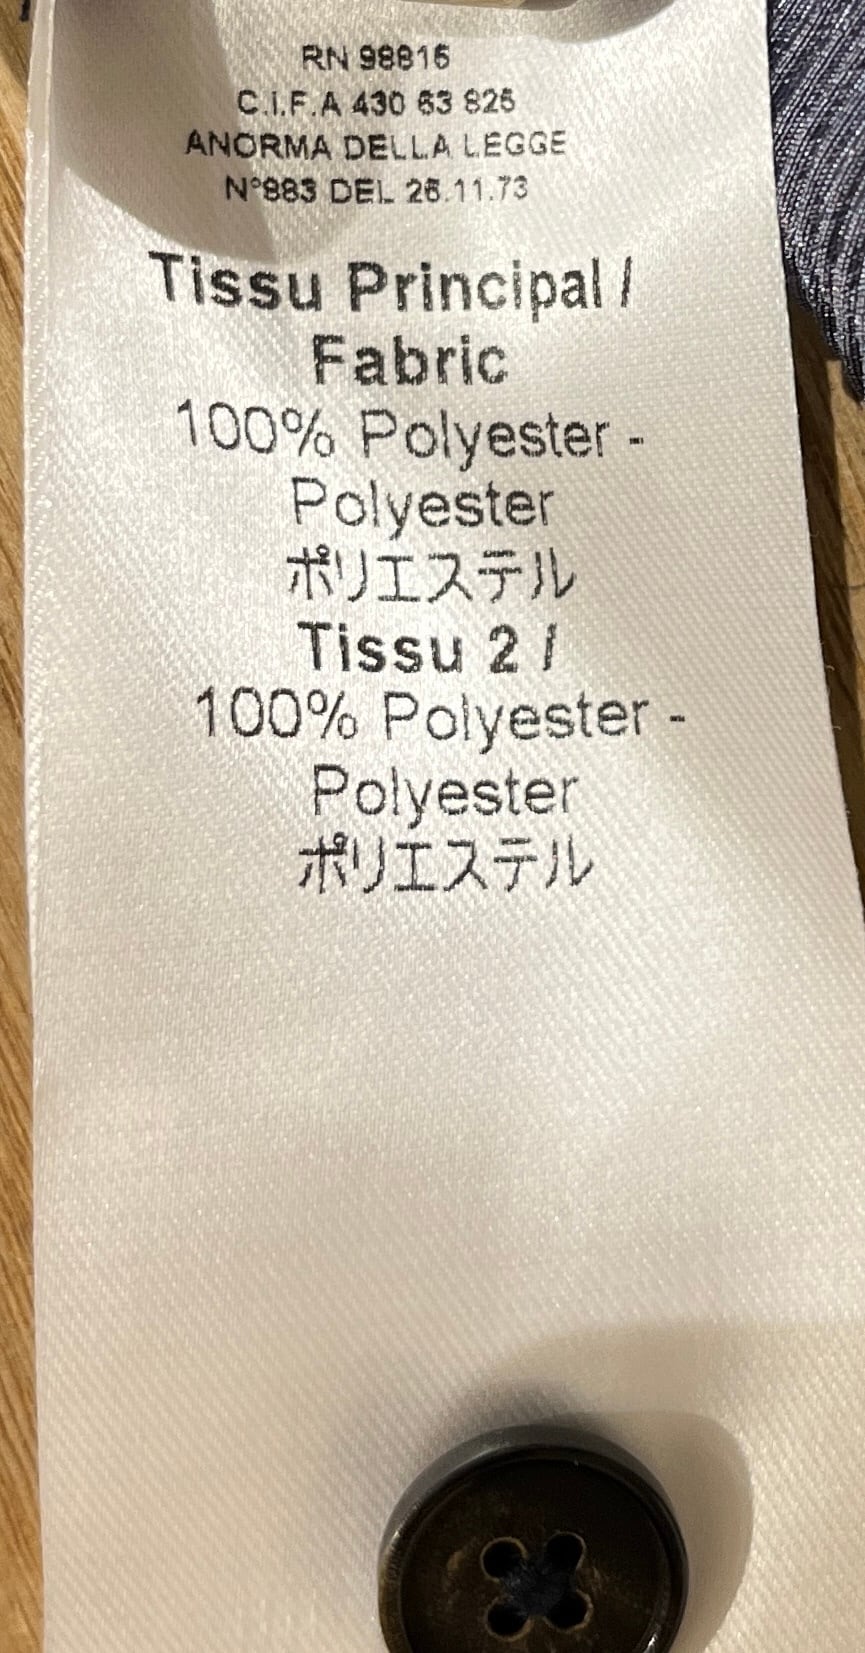 RN 98816
C.I.F.A 430 63 826
ANORMA DELLA LEGGE
N°883 DEL 26.11.73
Tissu Principal /
Fabric
100% Polyester -
Polyester
ポリエステル
Tissu 2 /
100% Polyester -
Polyester
ポリエステル